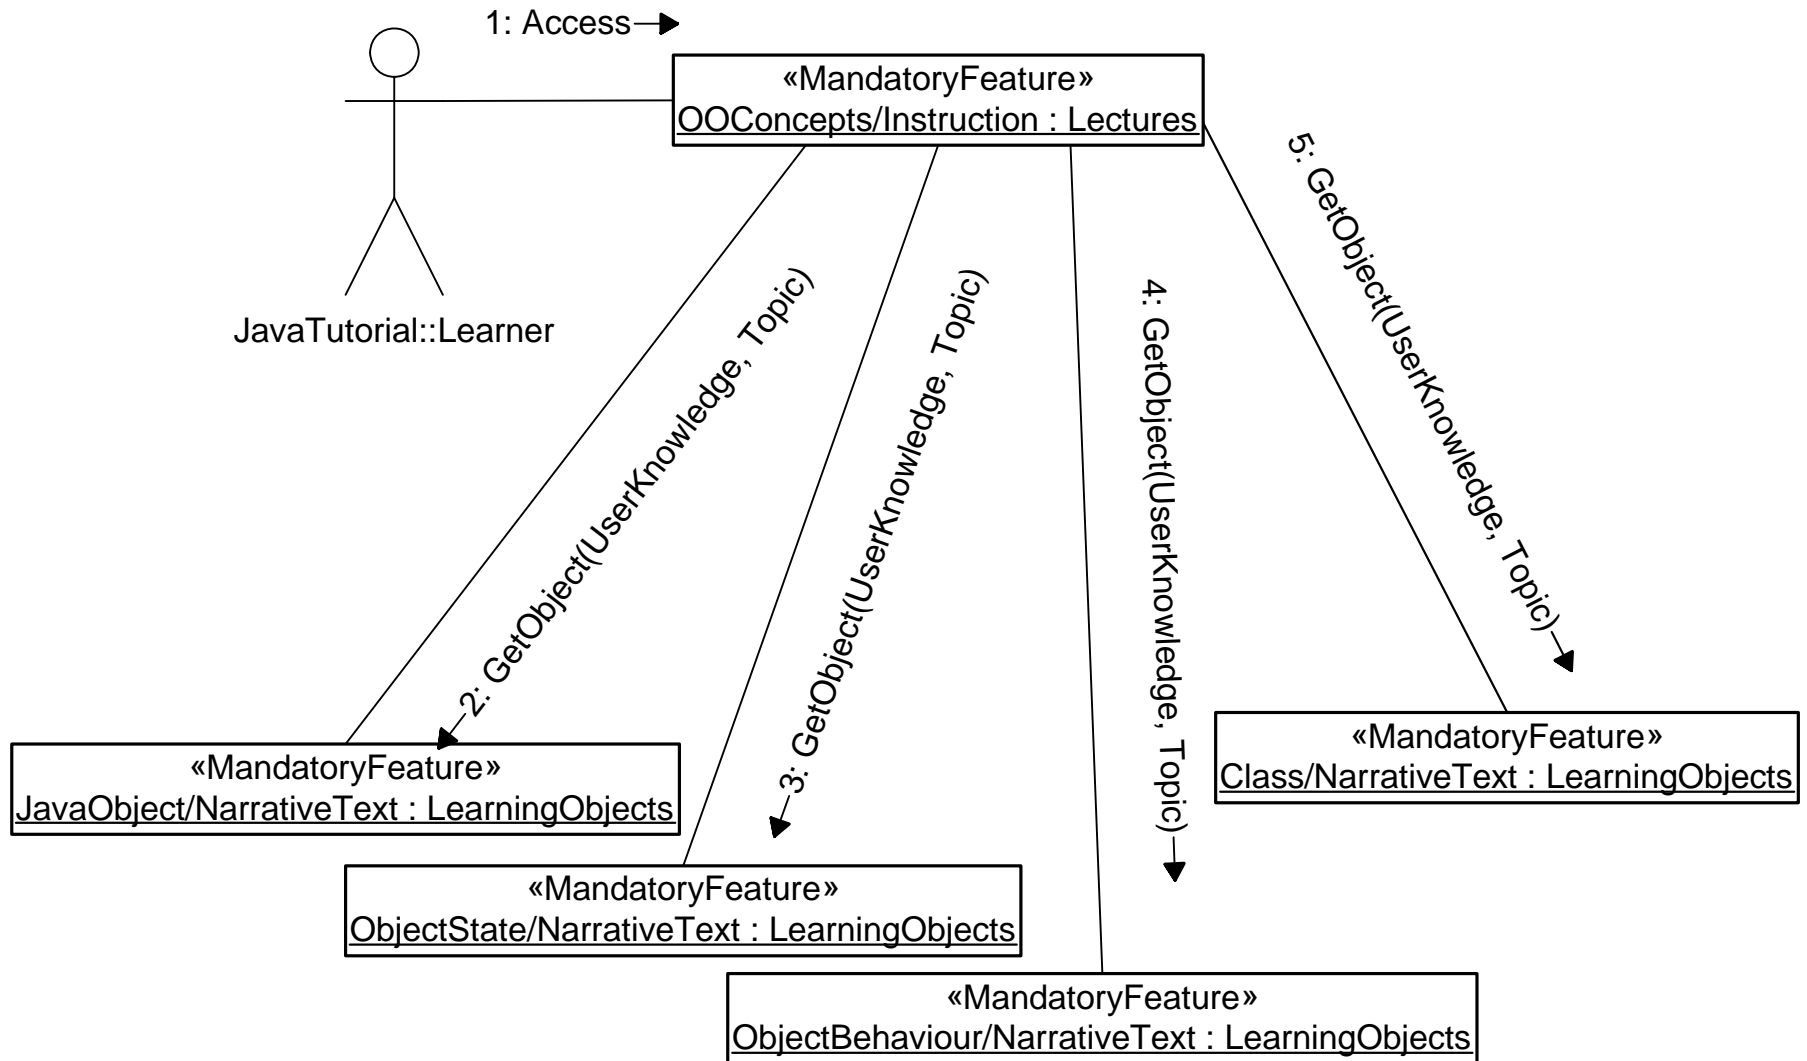 1: Access
«MandatoryFeature»
OOConcepts/Instruction : Lectures
JavaTutorial::Learner
2: GetObject(UserKnowledge, Topic)
3: GetObject(UserKnowledge, Topic)
4: GetObject(UserKnowledge, Topic)
5: GetObject(UserKnowledge, Topic)
«MandatoryFeature»
JavaObject/NarrativeText : LearningObjects
«MandatoryFeature»
ObjectState/NarrativeText : LearningObjects
«MandatoryFeature»
ObjectBehaviour/NarrativeText : LearningObjects
«MandatoryFeature»
Class/NarrativeText : LearningObjects